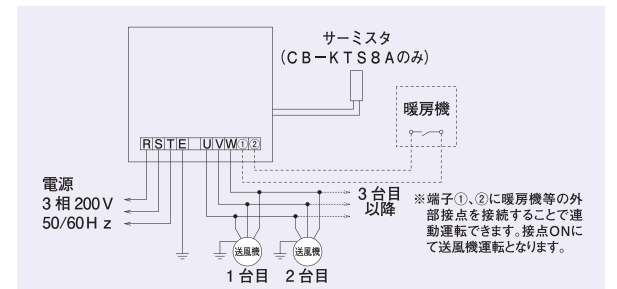 サーミスタ
(CB－KTS8Aのみ)
暖房機
R S T E U V W ① ②
電源
3相200V
50/60Hz
3台目
以降
※端子①、②に暖房機等の外
部接点を接続することで連
動運転できます。接点ONに
て送風機運転となります。
送風機 送風機
1台目 2台目